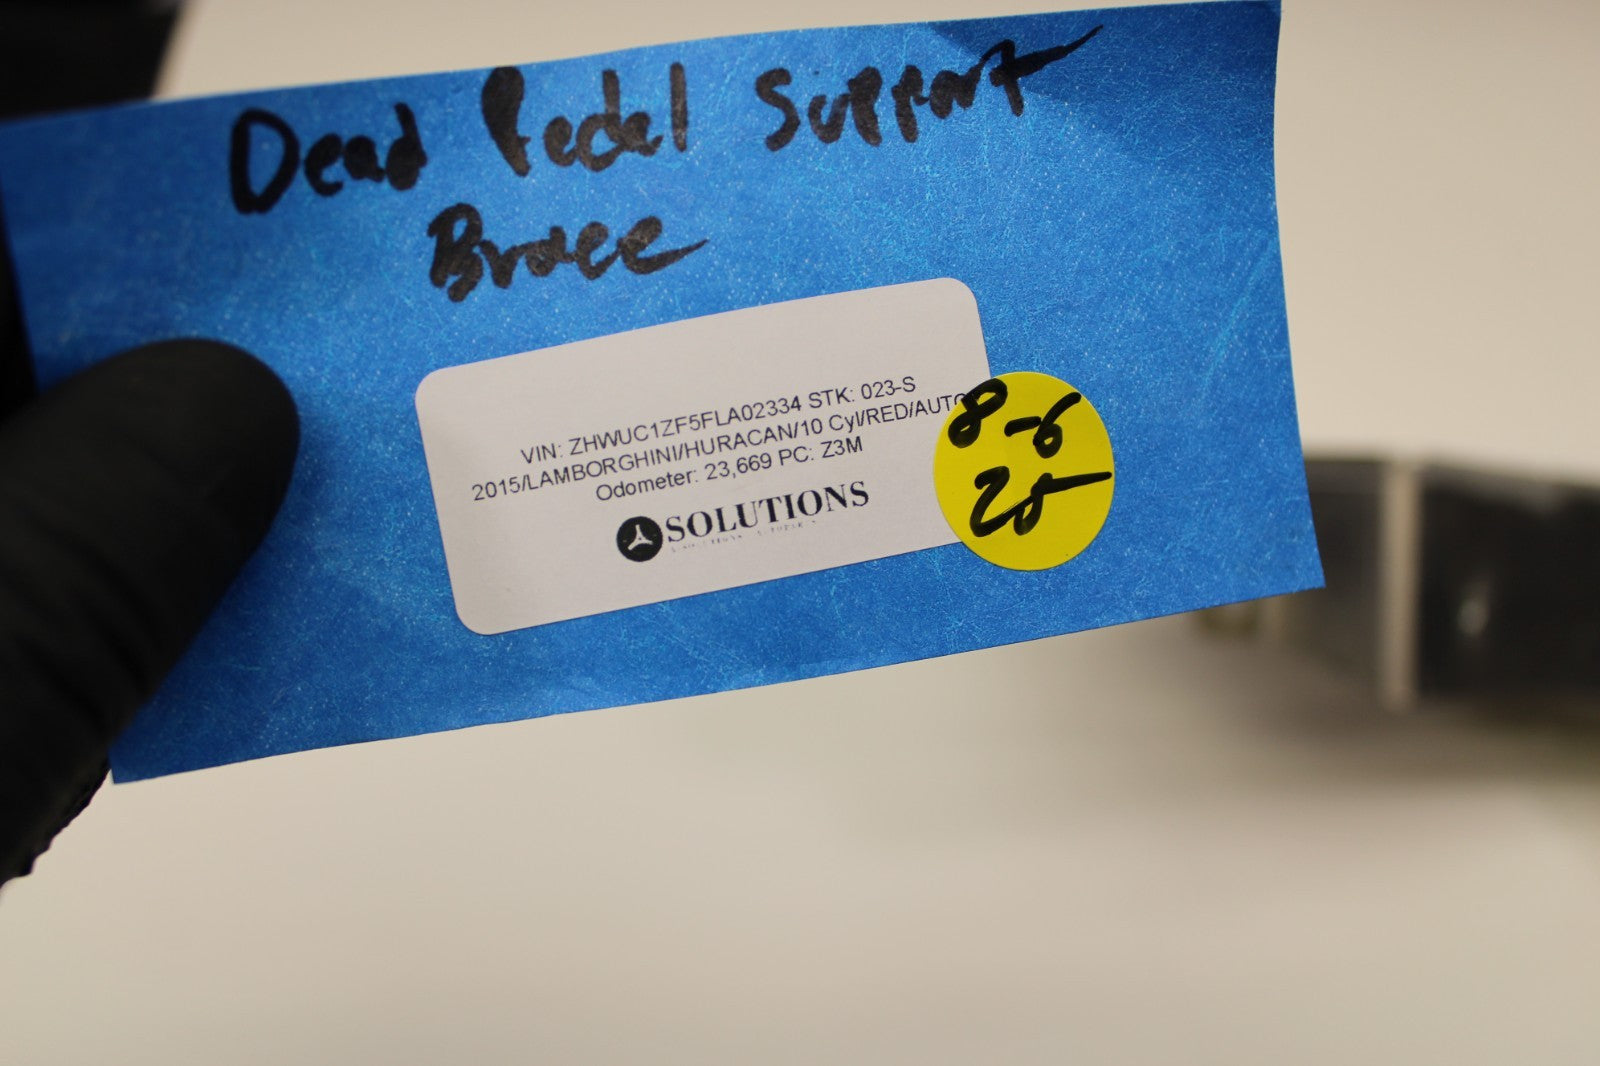 Dead Pedal Support
Brace
VIN: ZHWUC1ZF5FLA02334 STK: 023-S
2015/LAMBORGHINI/HURACAN/10 Cyl/RED/AUTO
Odometer: 23,669 PC: Z3M
SOLUTIONS
8-6
25